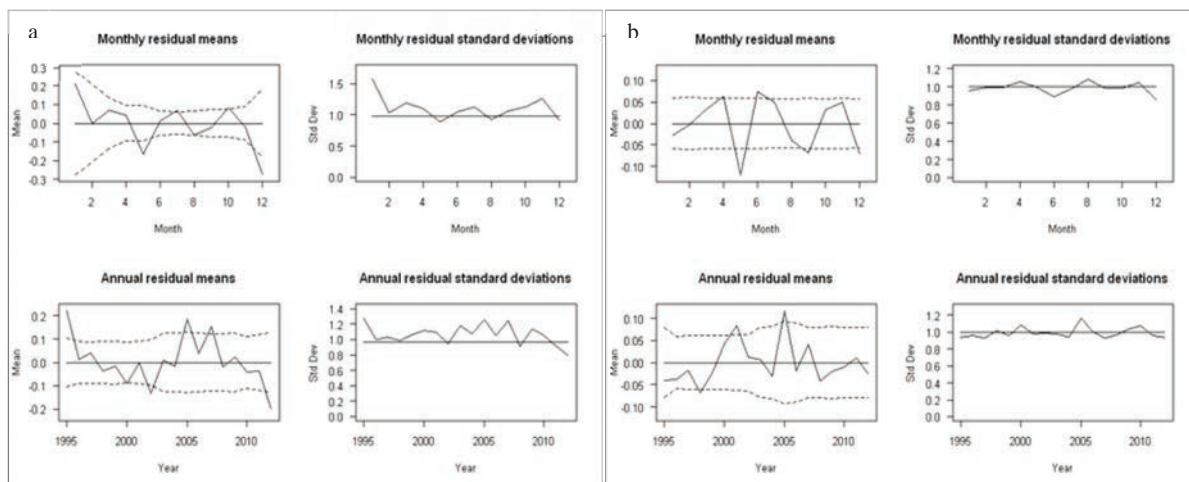 a
Monthly residual means
Mean
0.3
0.2
0.1
0.0
-0.1
-0.2
-0.3
2 4 6 8 10 12
Month
Monthly residual standard deviations
Std Dev
1.5
1.0
0.5
0.0
2 4 6 8 10 12
Month
Annual residual means
Mean
0.2
0.1
0.0
-0.1
-0.2
1995 2000 2005 2010
Year
Annual residual standard deviations
Std Dev
1.4
1.2
1.0
0.8
0.6
0.4
0.2
0.0
1995 2000 2005 2010
Year
b
Monthly residual means
Mean
0.10
0.05
0.00
-0.05
-0.10
2 4 6 8 10 12
Month
Monthly residual standard deviations
Std Dev
1.2
1.0
0.8
0.6
0.4
0.2
0.0
2 4 6 8 10 12
Month
Annual residual means
Mean
0.10
0.05
0.00
-0.05
-0.10
1995 2000 2005 2010
Year
Annual residual standard deviations
Std Dev
1.2
1.0
0.8
0.6
0.4
0.2
0.0
1995 2000 2005 2010
Year